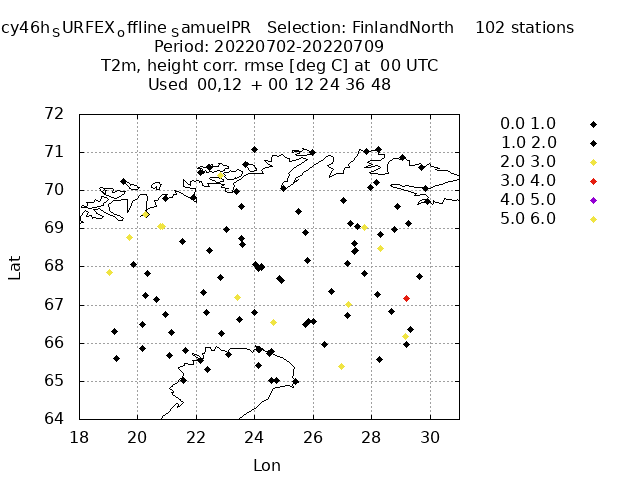 cy46h_SURFEX_offline_SamuelPR Selection: FinlandNorth 102 stations
Period: 20220702-20220709
T2m, height corr. rmse [deg C] at 00 UTC
Used 00,12 + 00 12 24 36 48
72
71
70
69
68
67
66
65
64
18 20 22 24 26 28 30
Lat
Lon
0.0 1.0
1.0 2.0
2.0 3.0
3.0 4.0
4.0 5.0
5.0 6.0